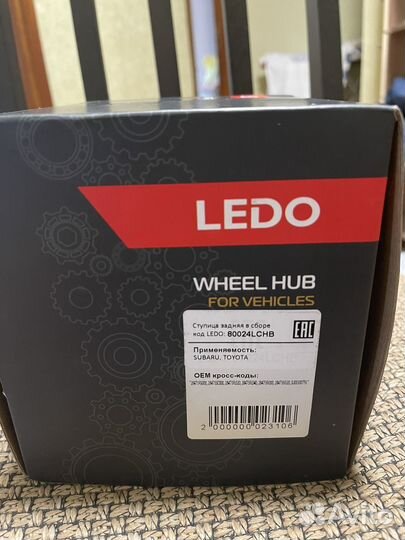 LEDO
WHEEL HUB
FOR VEHICLES
Ступица задняя в сборе
код LEDO: 80024LCHB
EAC
Применяемость:
SUBARU, TOYOTA
OEM кросс-коды:
2 000000 023106
Avito